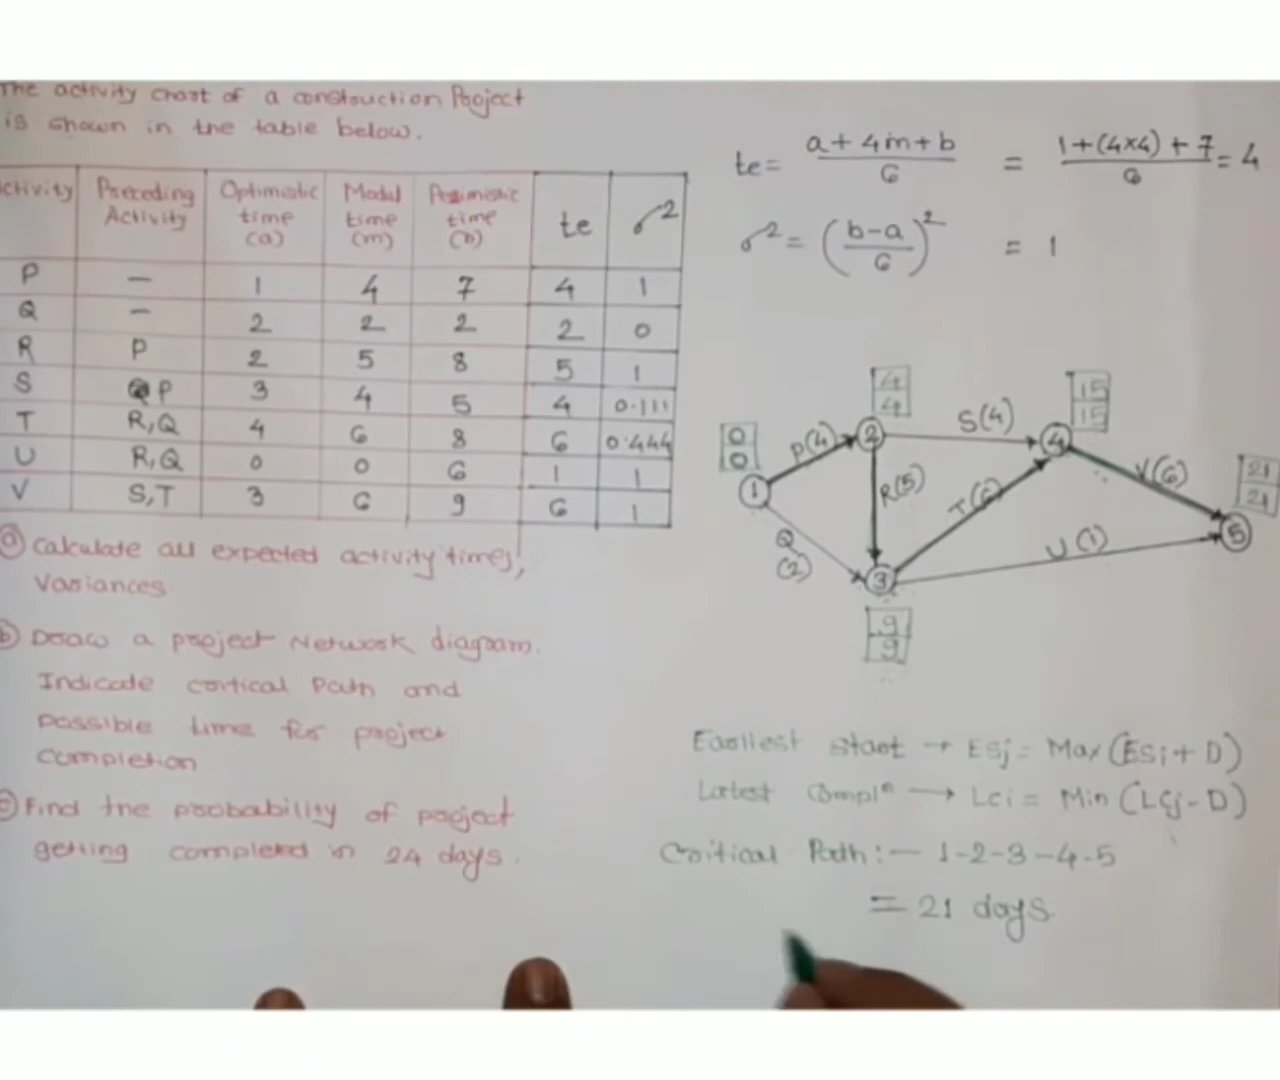 The activity chart of a construction Project
is shown in the table below.
ctivity Preceding Activity Optimistic time (a) Modal time (m) Pessimistic time (b) te σ²
P — 1 4 7 4 1
Q — 2 2 2 2 0
R P 2 5 8 5 1
S P 3 4 5 4 0.111
T R,Q 4 6 8 6 0.444
U R,Q 0 0 6 1 1
V S,T 3 6 9 6 1
a) Calculate all expected activity times,
variances.
b) Draw a project Network diagram.
Indicate cortical Path and
possible time for project
completion
c) Find the probability of project
getting completed in 24 days.
te = a+4m+b / 6 = 1+(4×4)+7 / 6 = 4
σ² = (b-a / 6)² = 1
4
4
15
15
0
0
21
21
1 P(4) 2 S(4) 4 V(6) 5
R(5) T(6)
Q (2) 3 U(1)
9
9
Earliest start → ESj = Max(ESi + D)
Latest Complⁿ → Lci = Min (Lcj - D)
Critical Path:— 1-2-3-4-5
= 21 days